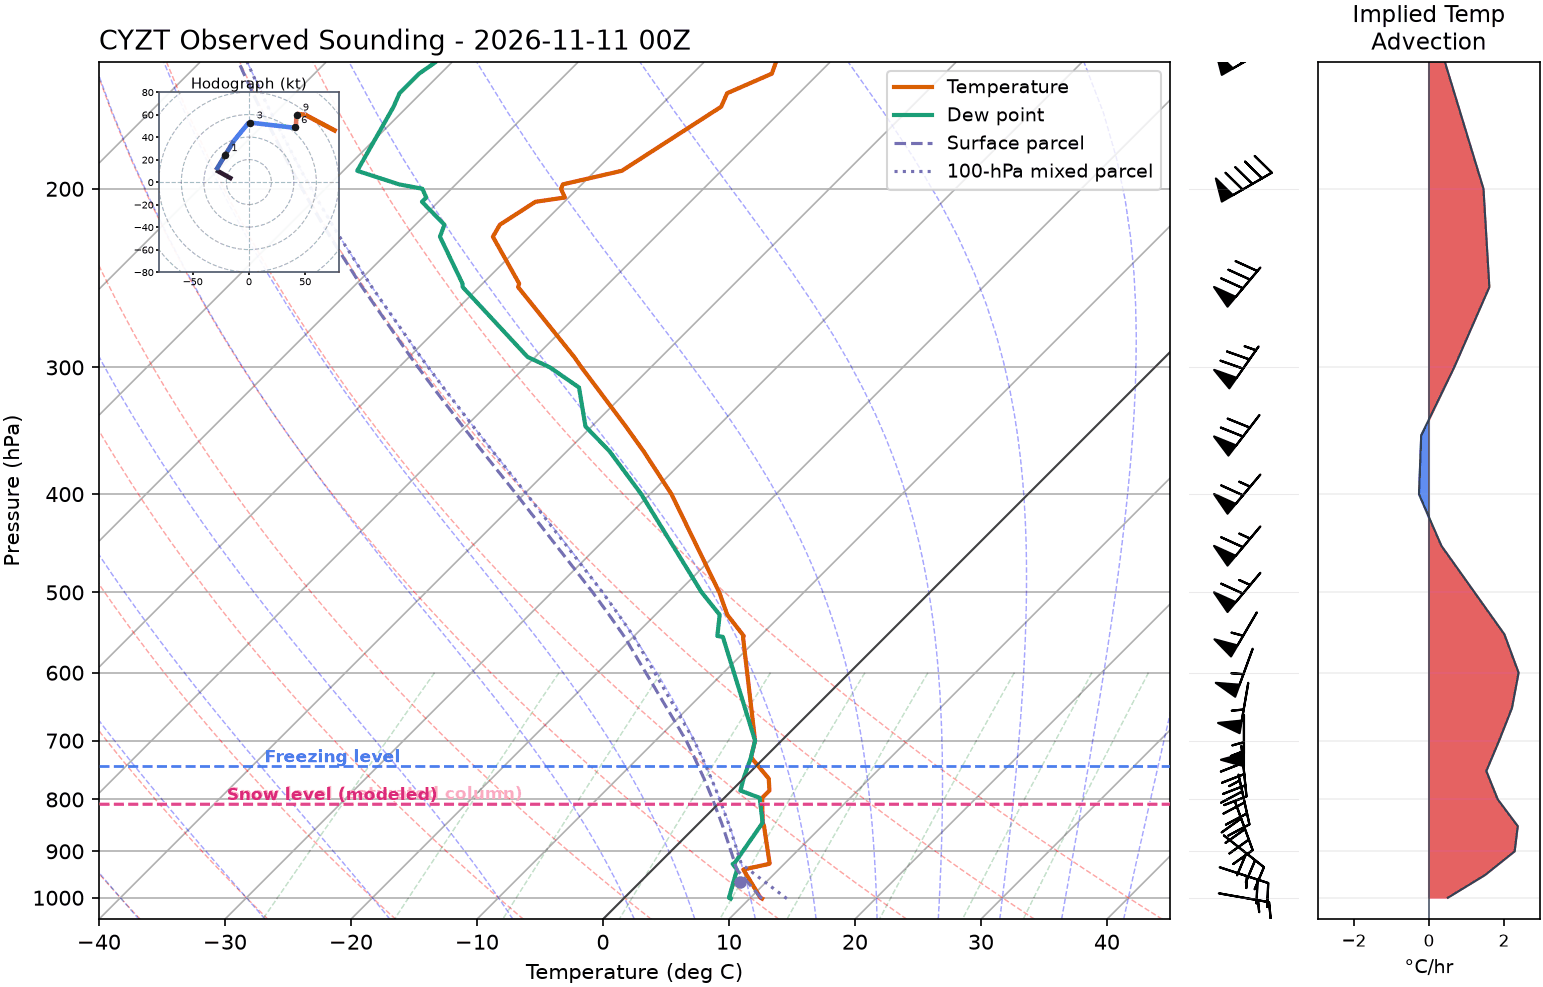 CYZT Observed Sounding - 2026-11-11 00Z
Implied Temp
Advection
Hodograph (kt)
80
60
40
20
0
−20
−40
−60
−80
−50
0
50
1
3
6
9
Temperature
Dew point
Surface parcel
100-hPa mixed parcel
Pressure (hPa)
200
300
400
500
600
700
800
900
1000
Freezing level
Snow level (modeled)
column)
−40
−30
−20
−10
0
10
20
30
40
Temperature (deg C)
−2
0
2
°C/hr